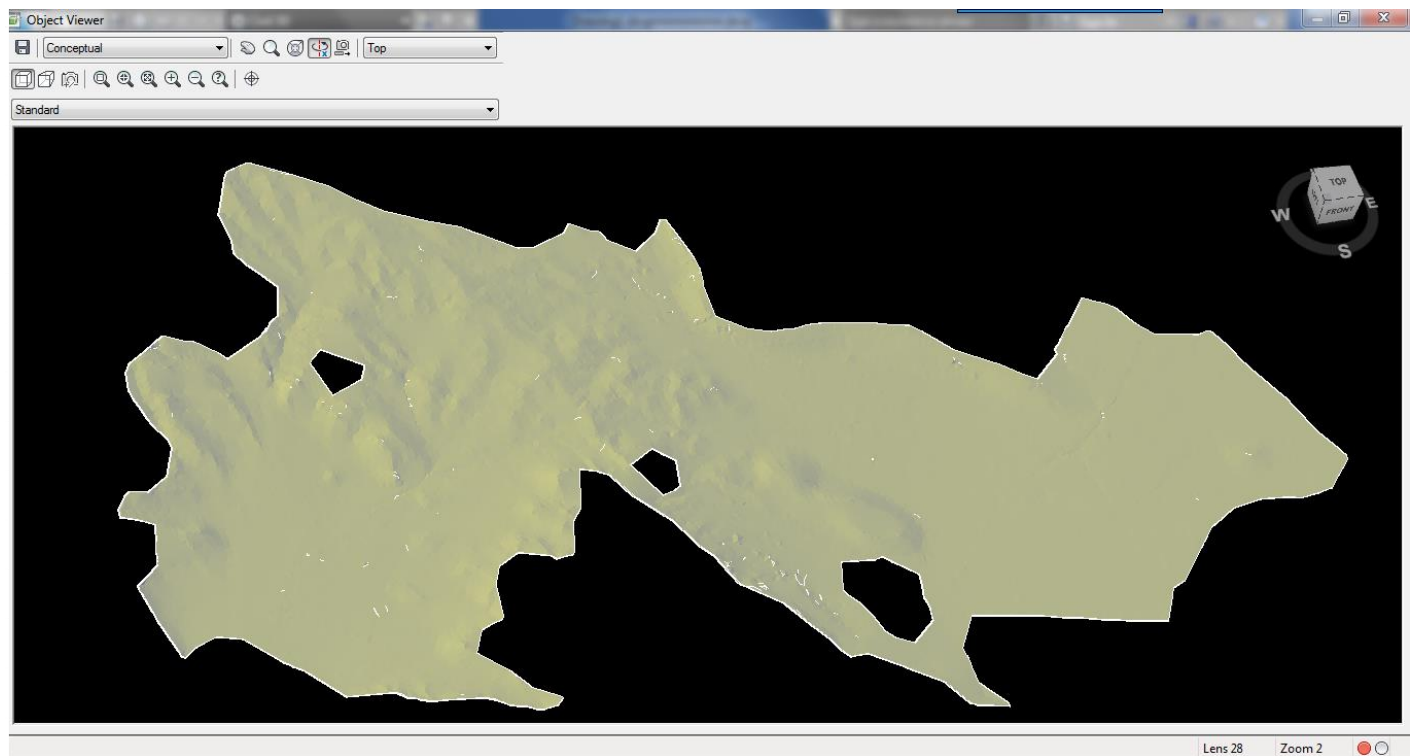 Object Viewer
Conceptual
Top
Standard
TOP
FRONT
W
E
S
Lens 28 Zoom 2